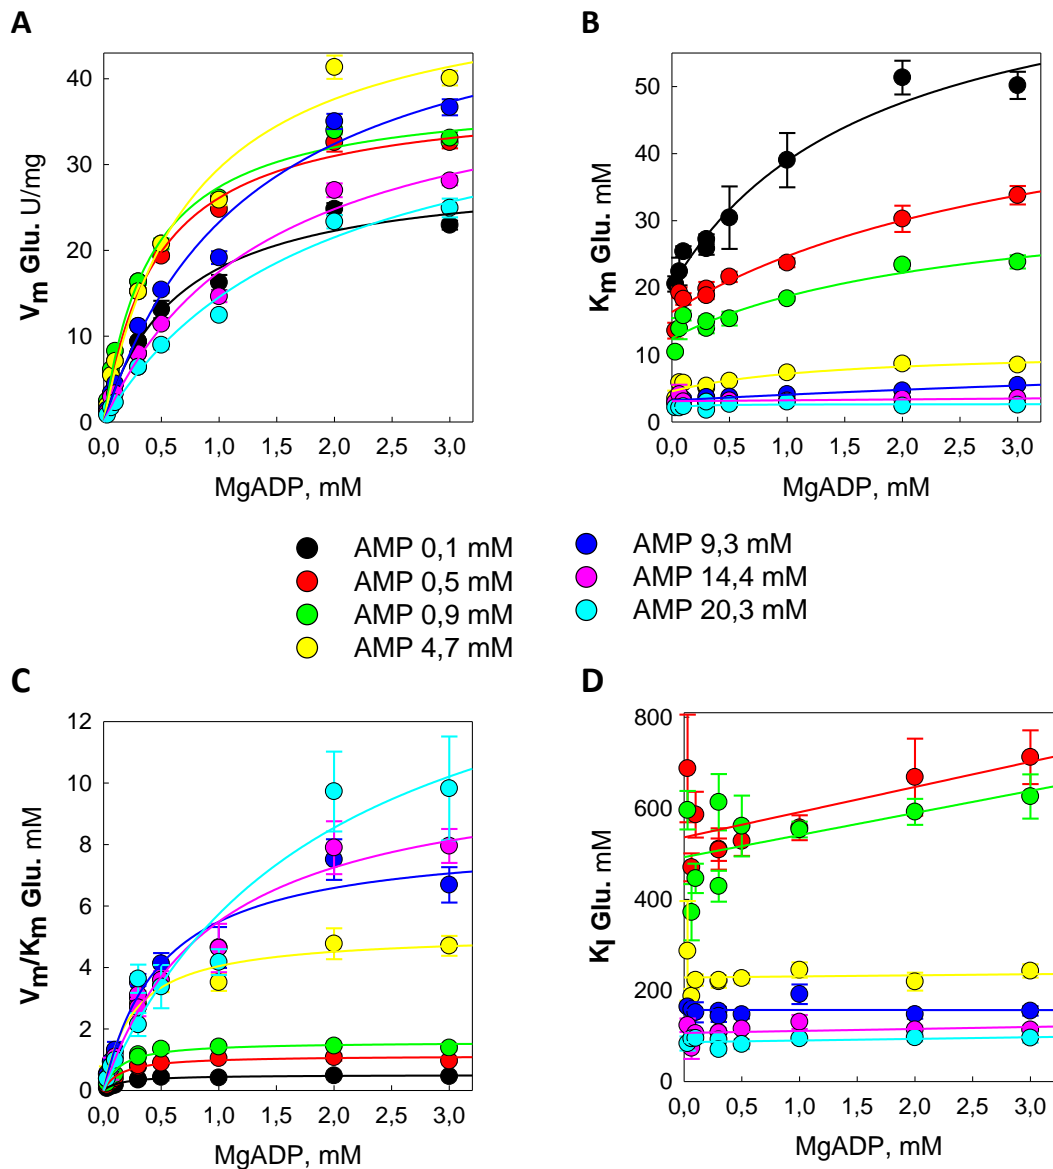 A
B
V_m Glu. U/mg
40
30
20
10
0
0,0 0,5 1,0 1,5 2,0 2,5 3,0
MgADP, mM
K_m Glu. mM
50
40
30
20
10
0
0,0 0,5 1,0 1,5 2,0 2,5 3,0
MgADP, mM
AMP 0,1 mM
AMP 0,5 mM
AMP 0,9 mM
AMP 4,7 mM
AMP 9,3 mM
AMP 14,4 mM
AMP 20,3 mM
C
D
V_m/K_m Glu. mM
12
10
8
6
4
2
0
0,0 0,5 1,0 1,5 2,0 2,5 3,0
MgADP, mM
K_I Glu. mM
800
600
400
200
0
0,0 0,5 1,0 1,5 2,0 2,5 3,0
MgADP, mM